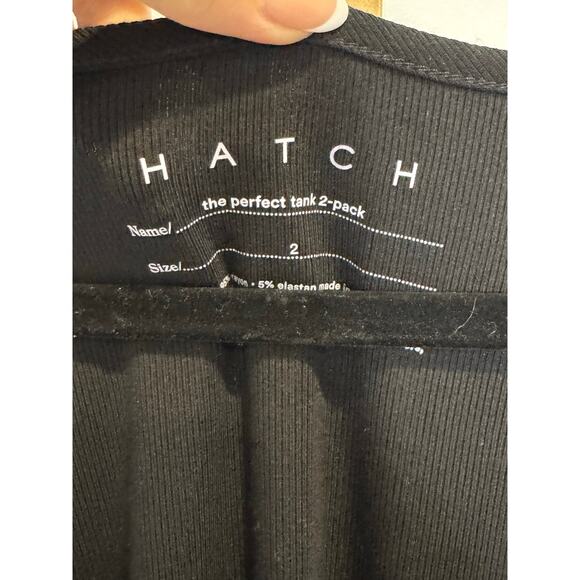 HATCH
the perfect tank 2-pack
Name/
2
Size/
5% elastan made